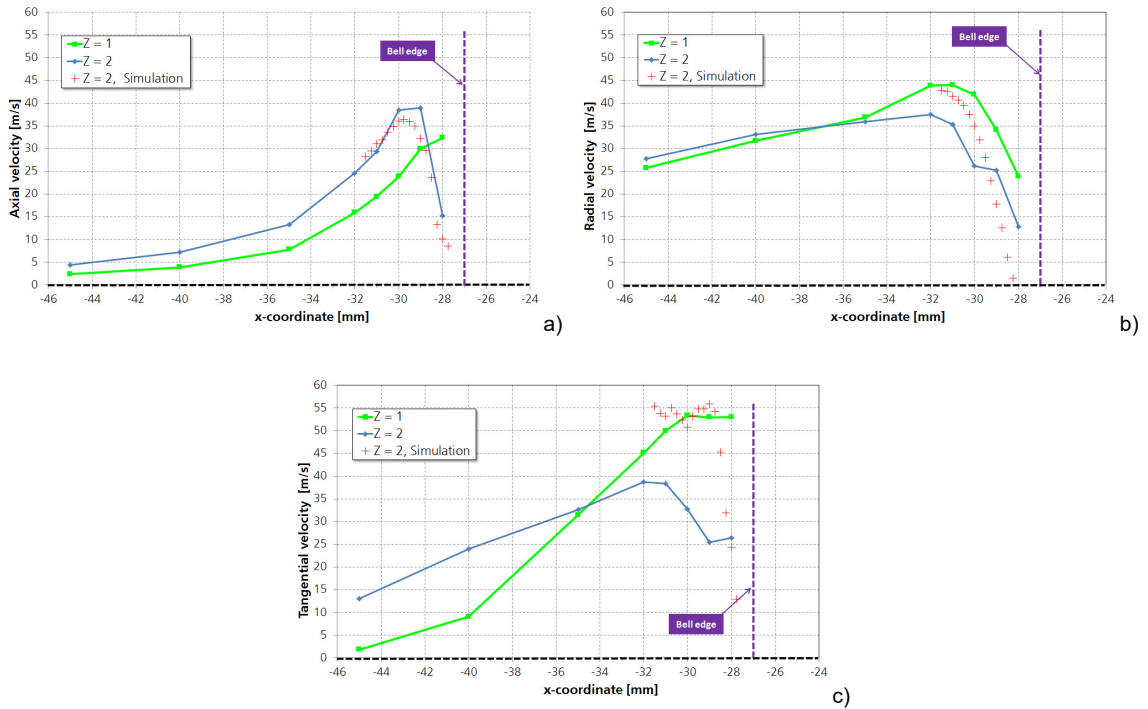 60
55
50
45
40
35
30
25
20
15
10
5
0
Axial velocity [m/s]
Z = 1
Z = 2
Z = 2, Simulation
Bell edge
-46 -44 -42 -40 -38 -36 -34 -32 -30 -28 -26 -24
x-coordinate [mm]
a)
60
55
50
45
40
35
30
25
20
15
10
5
0
Radial velocity [m/s]
Z = 1
Z = 2
Z = 2, Simulation
Bell edge
-46 -44 -42 -40 -38 -36 -34 -32 -30 -28 -26 -24
x-coordinate [mm]
b)
60
55
50
45
40
35
30
25
20
15
10
5
0
Tangential velocity [m/s]
Z = 1
Z = 2
Z = 2, Simulation
Bell edge
-46 -44 -42 -40 -38 -36 -34 -32 -30 -28 -26 -24
x-coordinate [mm]
c)